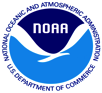 NATIONAL OCEANIC AND ATMOSPHERIC ADMINISTRATION
NOAA
U.S. DEPARTMENT OF COMMERCE